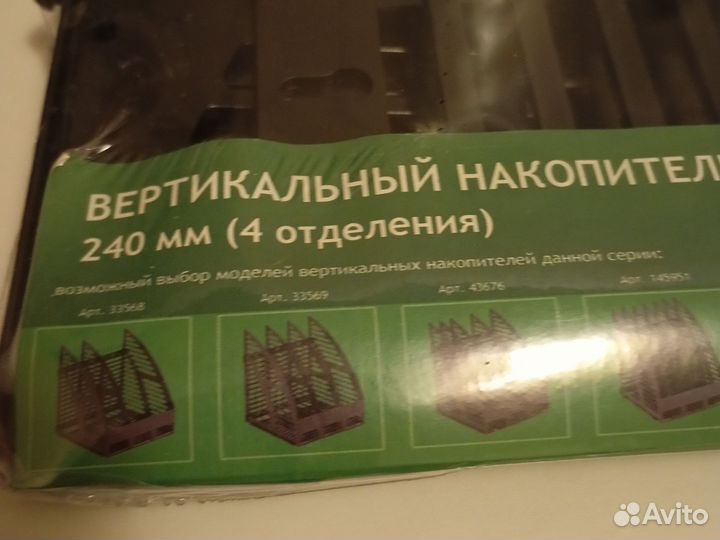 ВЕРТИКАЛЬНЫЙ НАКОПИТЕЛ
240 мм (4 отделения)
возможный выбор моделей вертикальных накопителей данной серии:
Арт. 33568 Арт. 33569 Арт. 43676 Арт. 145951
Avito